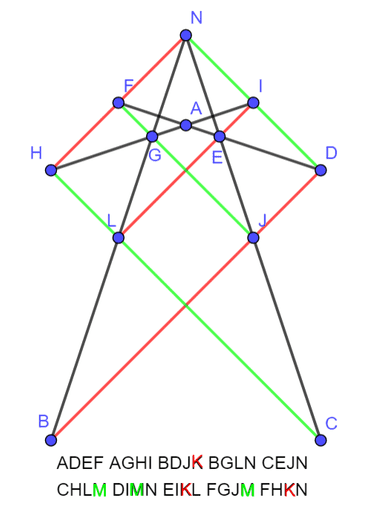 N
F
I
A
H
G
E
D
L
J
B
C
ADEF AGHI BDJK BGLN CEJN
CHLM DIMN EIKL FGJM FHKN